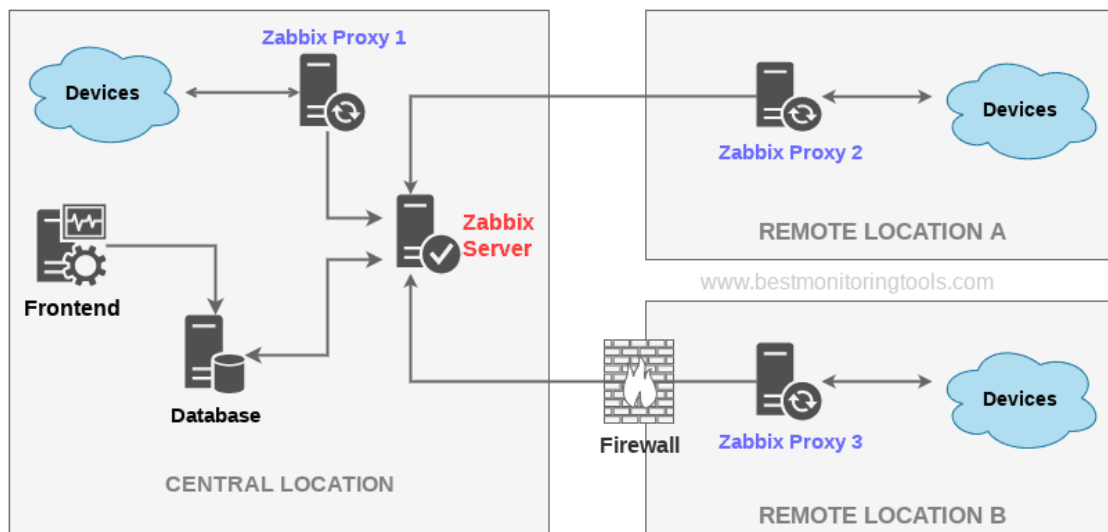 Zabbix Proxy 1
Devices
Zabbix
Server
Frontend
Database
CENTRAL LOCATION
Devices
Zabbix Proxy 2
REMOTE LOCATION A
www.bestmonitoringtools.com
Firewall
Devices
Zabbix Proxy 3
REMOTE LOCATION B